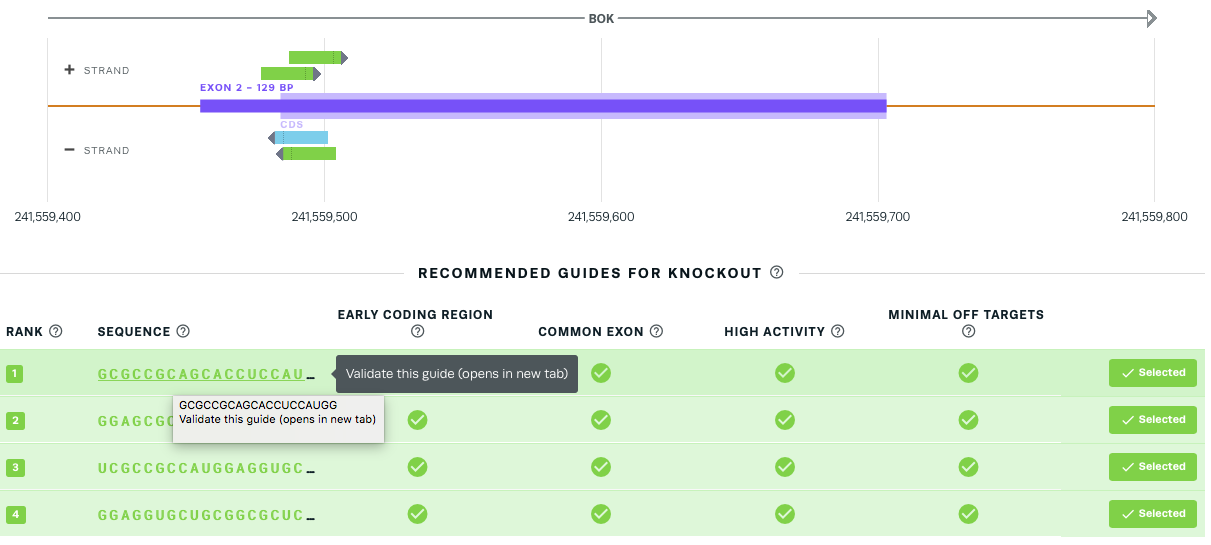 BOK
+ STRAND
EXON 2 – 129 BP
CDS
− STRAND
241,559,400 241,559,500 241,559,600 241,559,700 241,559,800
RECOMMENDED GUIDES FOR KNOCKOUT ?
RANK ? SEQUENCE ? EARLY CODING REGION ? COMMON EXON ? HIGH ACTIVITY ? MINIMAL OFF TARGETS ?
1 GCGCCGCAGCACCUCCAU… Validate this guide (opens in new tab) Selected
GCGCCGCAGCACCUCCAUGG
Validate this guide (opens in new tab)
2 GGAGCGC Selected
3 UCGCCGCCAUGGAGGUGC… Selected
4 GGAGGUGCUGCGGCGCUC… Selected